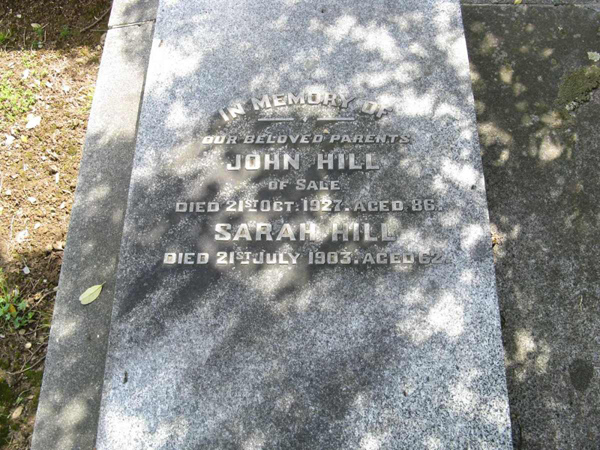 IN MEMORY OF
OUR BELOVED PARENTS
JOHN HILL
OF SALE
DIED 21ST OCT. 1927. AGED 86.
SARAH HILL
DIED 21ST JULY 1903. AGED 62.